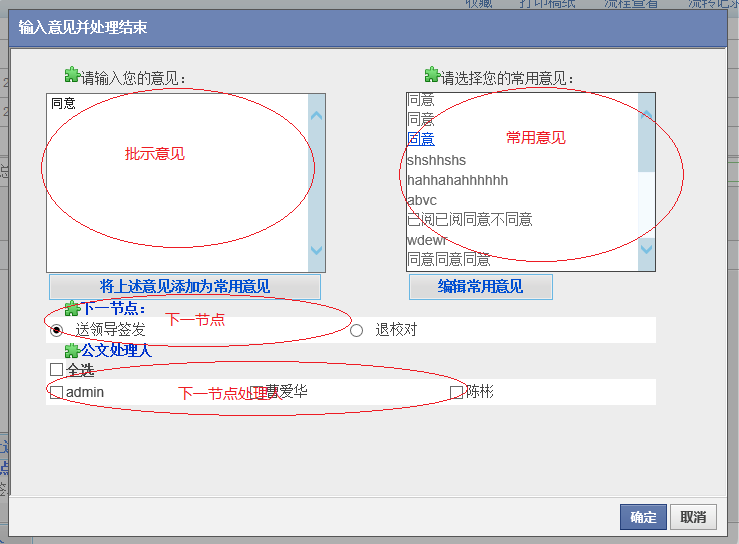 收藏 打印稿纸 流程查看 流转记录
输入意见并处理结束
请输入您的意见： 请选择您的常用意见：
同意
批示意见
同意
同意
同意
常用意见
shshhshs
hahhahahhhhhh
abvc
已阅已阅同意不同意
wdewr
同意同意同意
将上述意见添加为常用意见 编辑常用意见
下一节点：
下一节点
送领导签发 退校对
公文处理人
全选
admin 曹爱华 陈彬
下一节点处理人
确定 取消